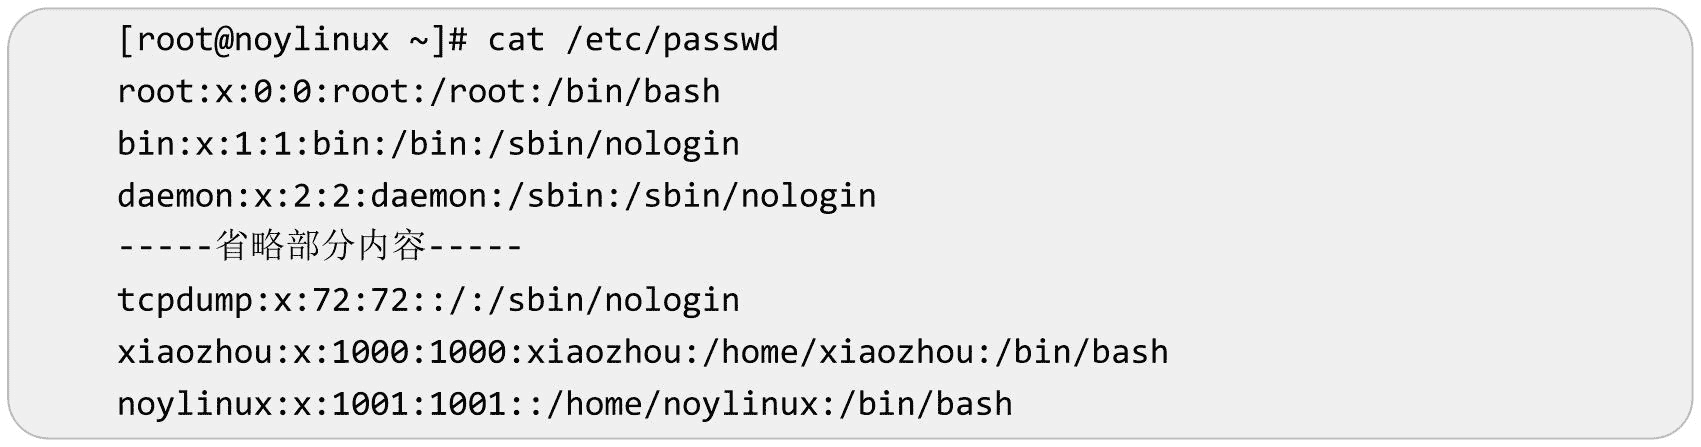 [root@noylinux ~]# cat /etc/passwd
root:x:0:0:root:/root:/bin/bash
bin:x:1:1:bin:/bin:/sbin/nologin
daemon:x:2:2:daemon:/sbin:/sbin/nologin
-----省略部分内容-----
tcpdump:x:72:72::/:/sbin/nologin
xiaozhou:x:1000:1000:xiaozhou:/home/xiaozhou:/bin/bash
noylinux:x:1001:1001::/home/noylinux:/bin/bash